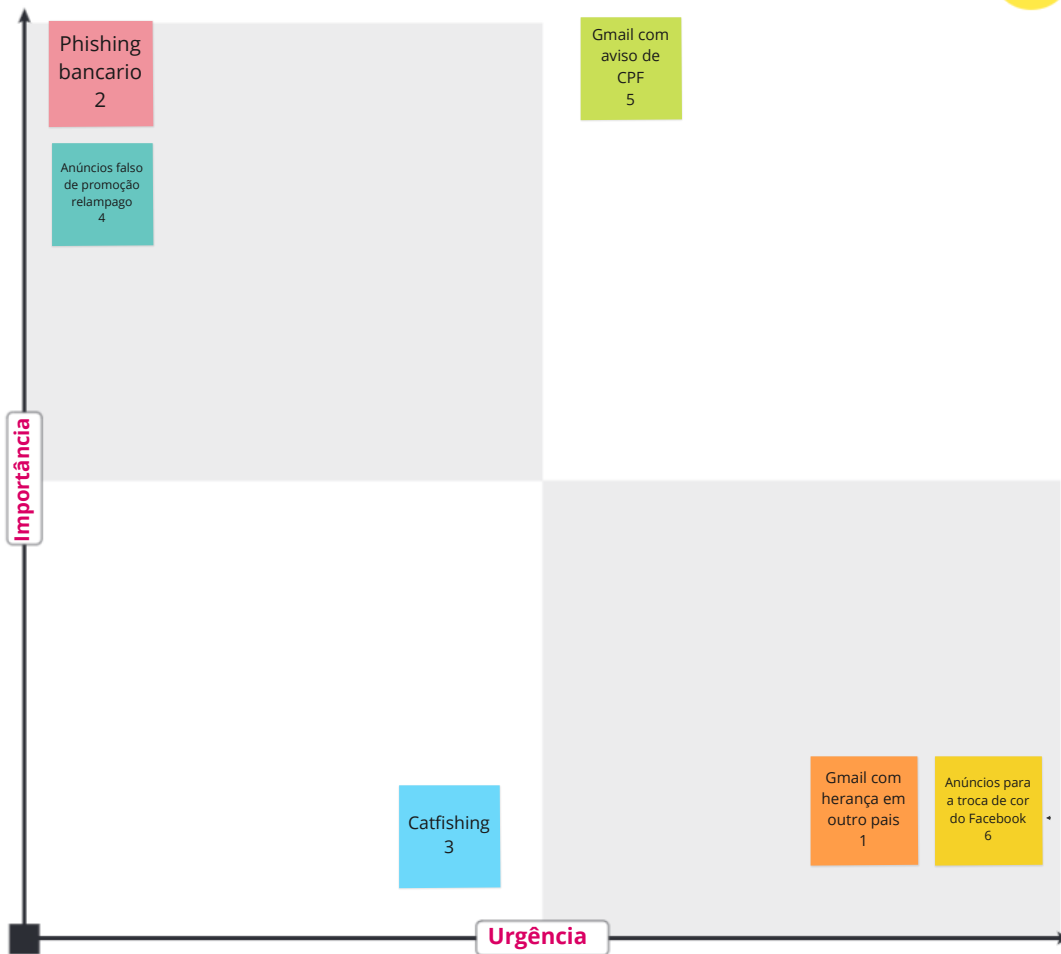 Phishing
bancario
2
Gmail com
aviso de
CPF
5
Anúncios falso
de promoção
relampago
4
Importância
Catfishing
3
Gmail com
herança em
outro pais
1
Anúncios para
a troca de cor
do Facebook
6
Urgência